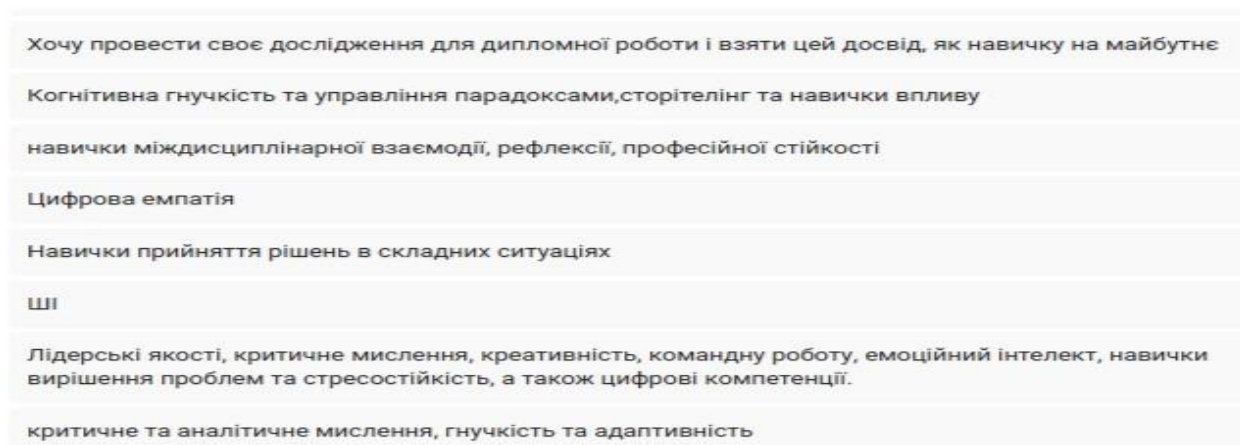 Хочу провести своє дослідження для дипломної роботи і взяти цей досвід, як навичку на майбутнє
Когнітивна гнучкість та управління парадоксами,сторітелінг та навички впливу
навички міждисциплінарної взаємодії, рефлексії, професійної стійкості
Цифрова емпатія
Навички прийняття рішень в складних ситуаціях
ШІ
Лідерські якості, критичне мислення, креативність, командну роботу, емоційний інтелект, навички
вирішення проблем та стресостійкість, а також цифрові компетенції.
критичне та аналітичне мислення, гнучкість та адаптивність